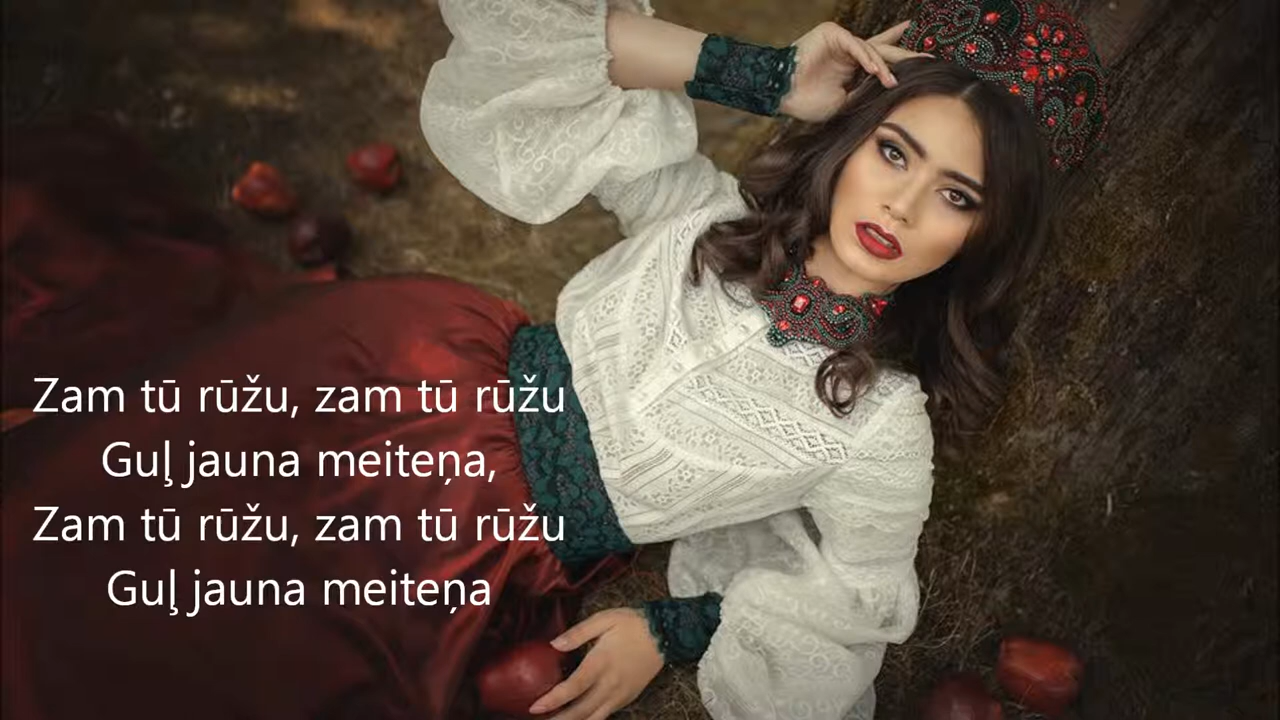 Zam tū rūžu, zam tū rūžu
Guļ jauna meiteņa,
Zam tū rūžu, zam tū rūžu
Guļ jauna meiteņa